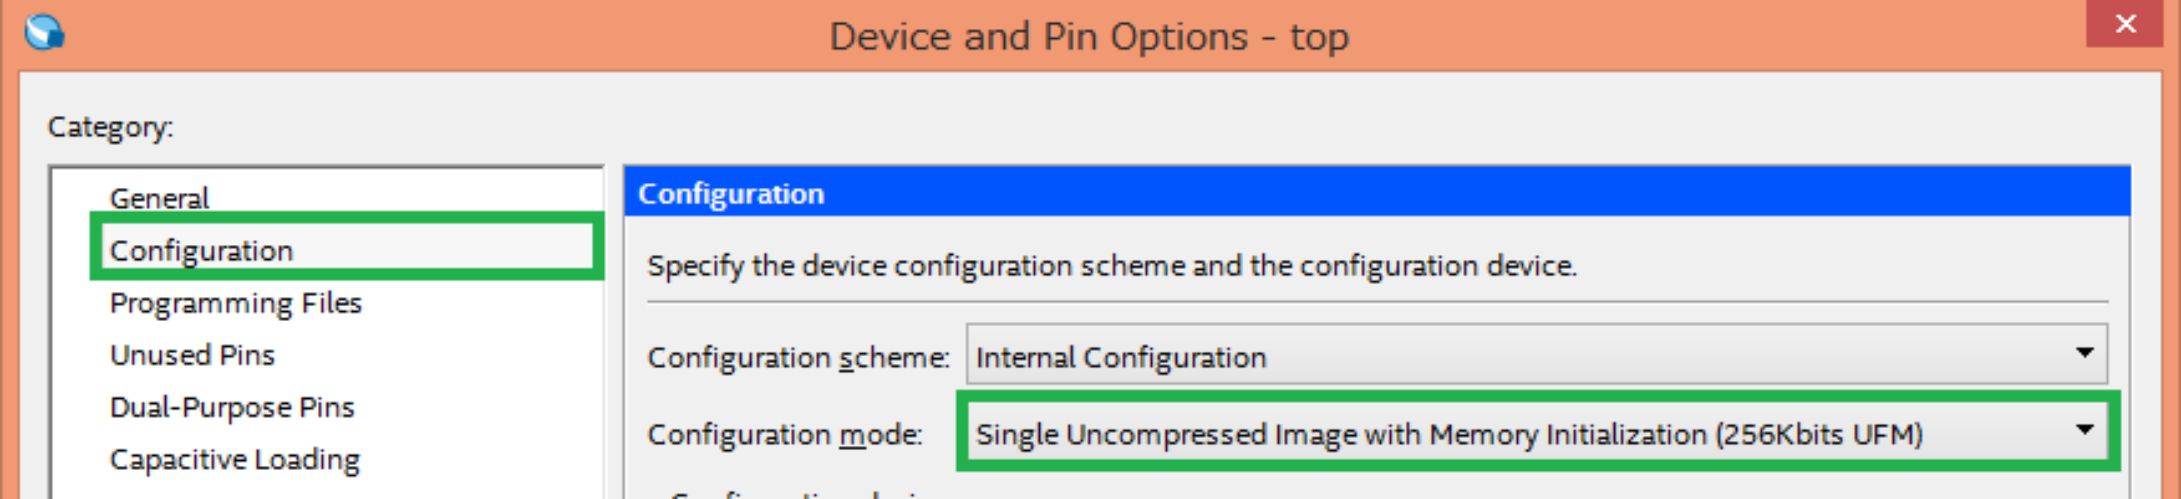 Device and Pin Options - top
Category:
General
Configuration
Programming Files
Unused Pins
Dual-Purpose Pins
Capacitive Loading
Configuration
Specify the device configuration scheme and the configuration device.
Configuration scheme: Internal Configuration
Configuration mode: Single Uncompressed Image with Memory Initialization (256Kbits UFM)